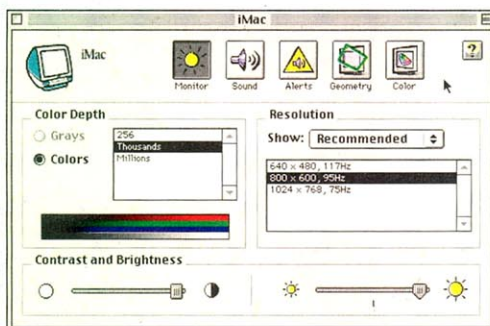 iMac
iMac
Monitor
Sound
Alerts
Geometry
Color
?
Color Depth
Grays
Colors
256
Thousands
Millions
Resolution
Show: Recommended
640 x 480, 117Hz
800 x 600, 95Hz
1024 x 768, 75Hz
Contrast and Brightness